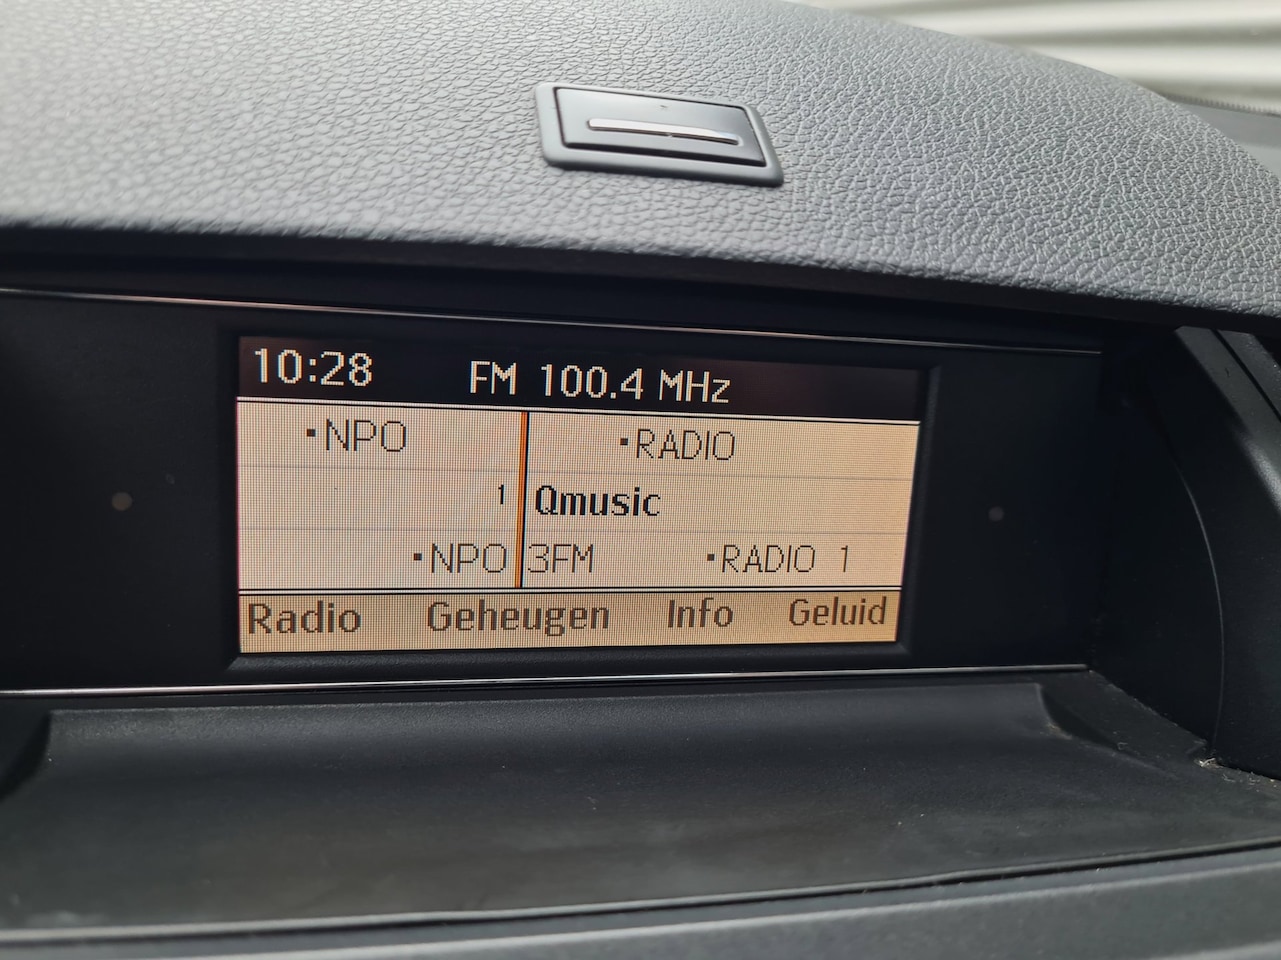 10:28 FM 100.4 MHz
▪NPO ▪RADIO
1 Qmusic
▪NPO 3FM ▪RADIO 1
Radio Geheugen Info Geluid